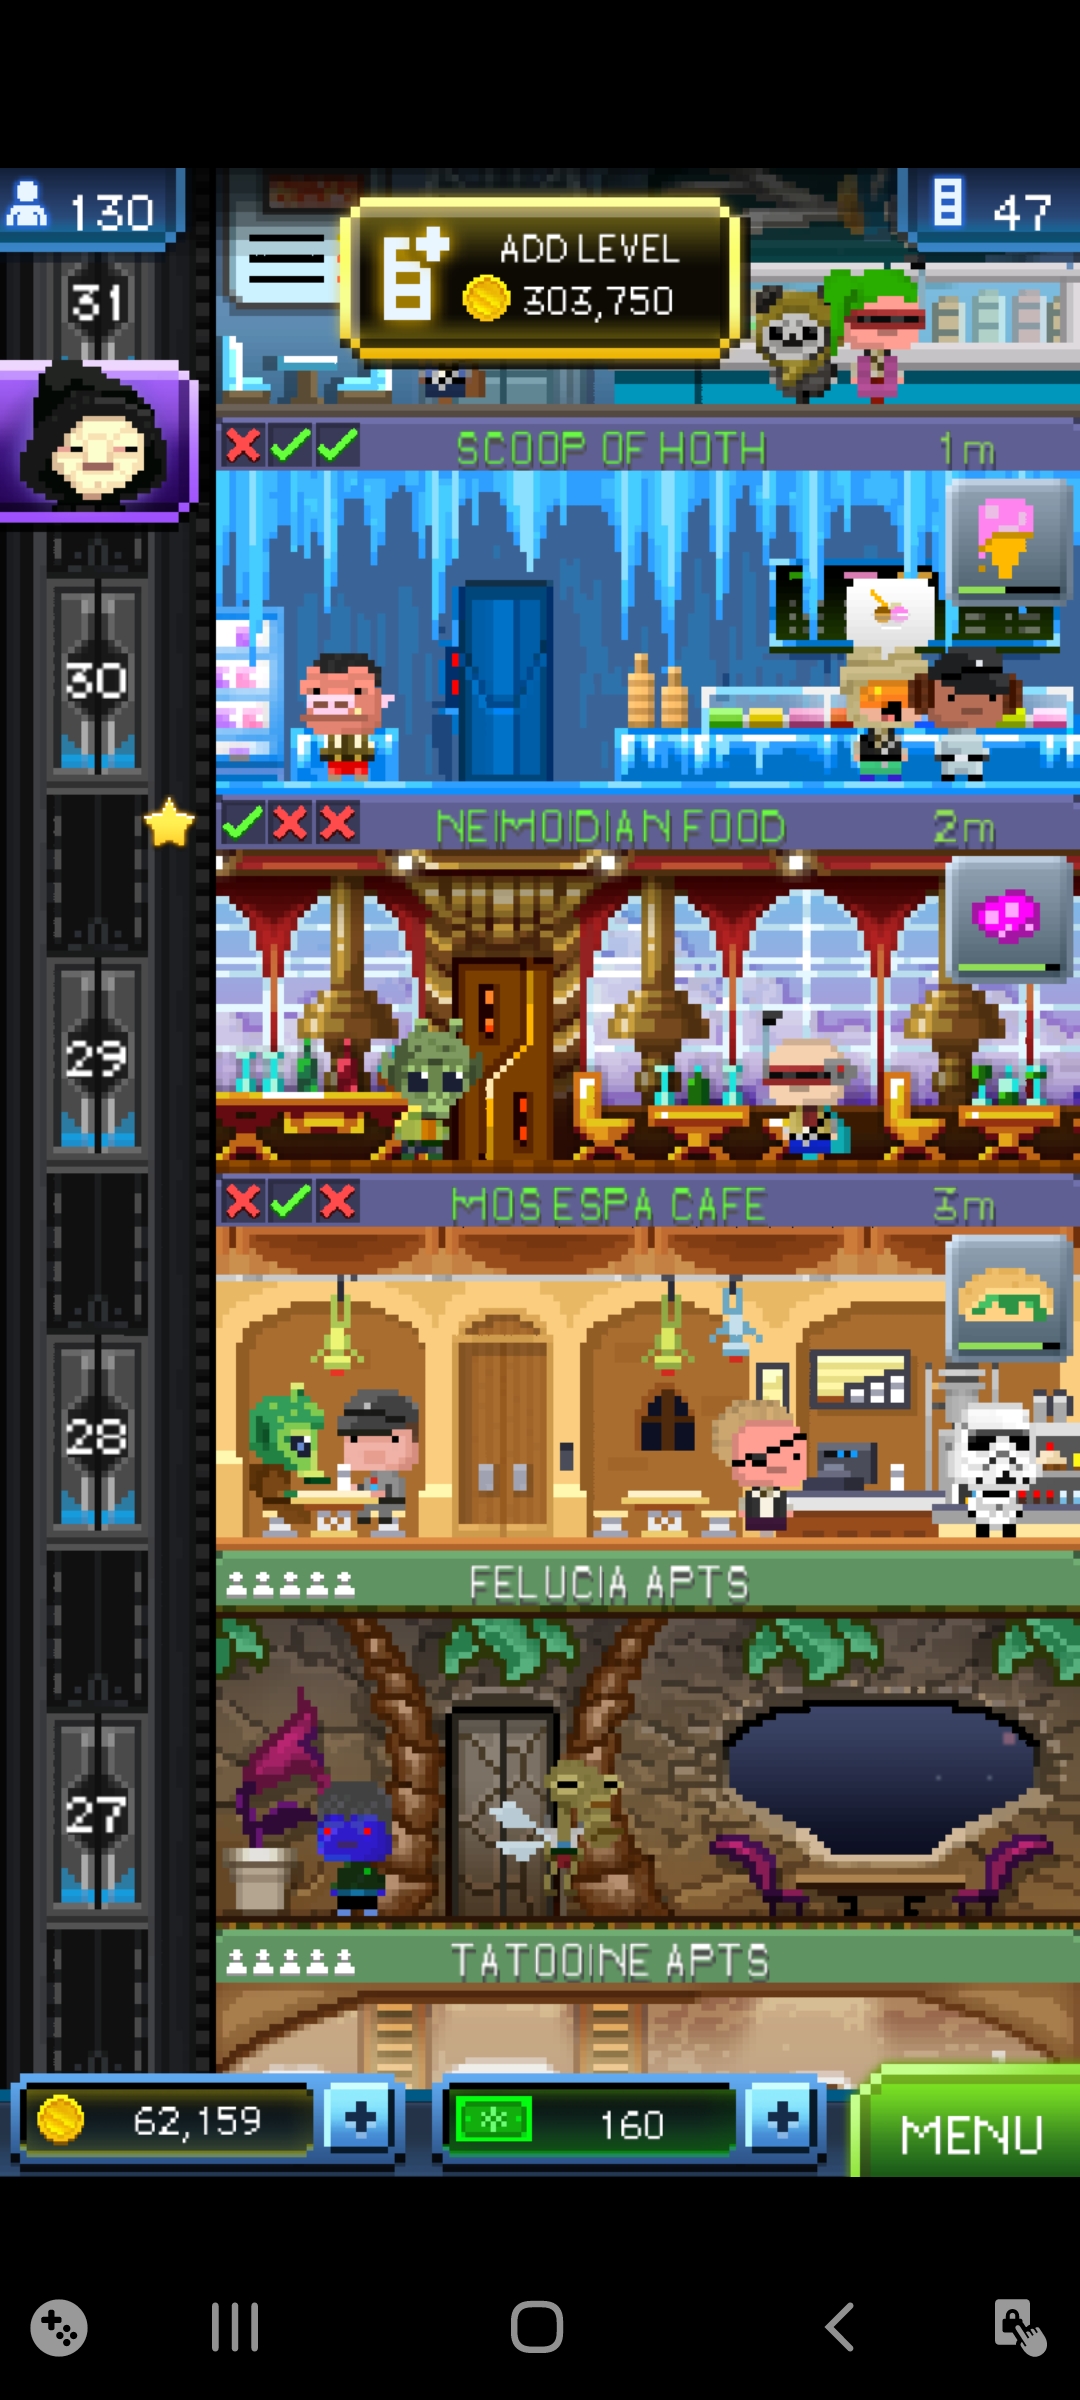 130
ADD LEVEL
303,750
47
31
SCOOP OF HOTH 1m
30
NEIMOIDIAN FOOD 2m
29
MOS ESPA CAFE 3m
28
FELUCIA APTS
27
TATOOINE APTS
62,159
160
MENU